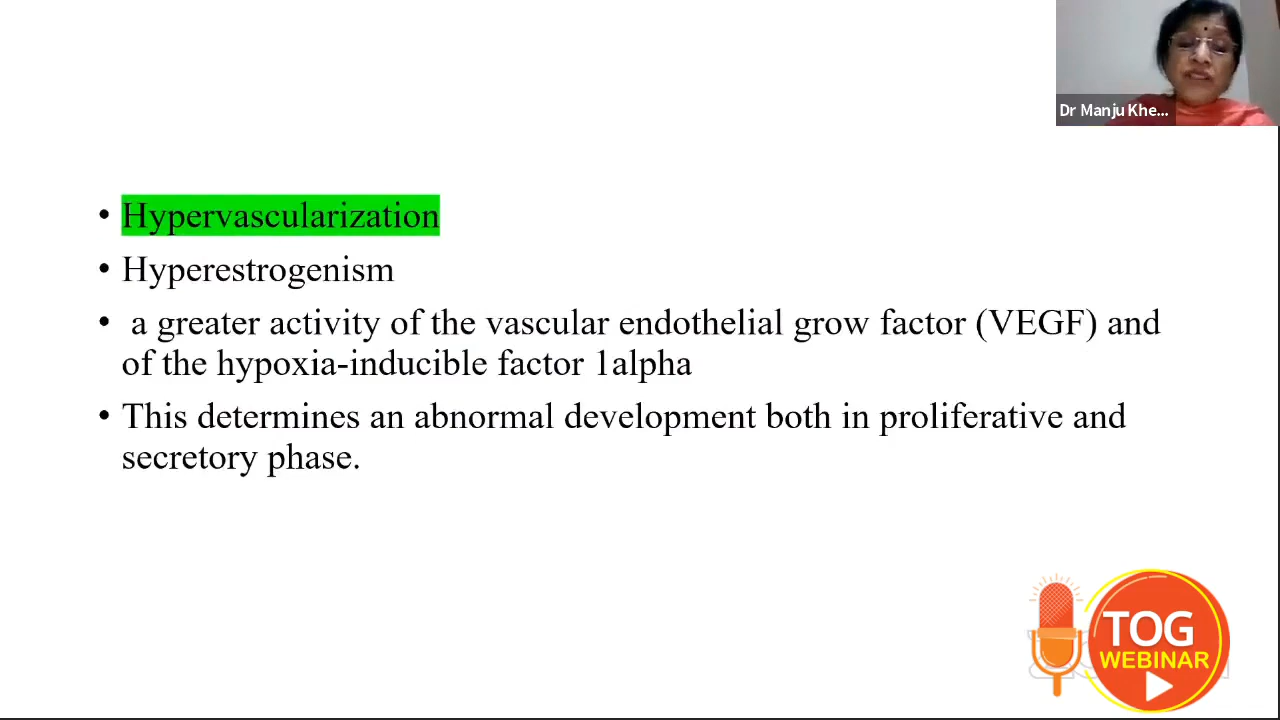 Dr Manju Khe...
• Hypervascularization
• Hyperestrogenism
• a greater activity of the vascular endothelial grow factor (VEGF) and
of the hypoxia-inducible factor 1alpha
• This determines an abnormal development both in proliferative and
secretory phase.
TOG
WEBINAR